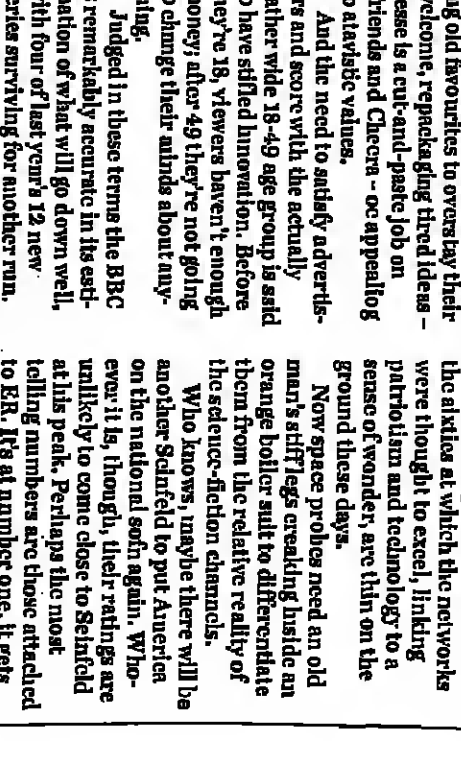 ug old favourites to overstay their
velcome, repackaging tired ideas –
esse is a cut-and-paste job on
riends and Cheers – or appealing
o atavistic values.
And the need to satisfy advertis-
rs and score with the actually
ather wide 18-49 age group is said
o have stifled innovation. Before
hey're 18, viewers haven't enough
noney; after 49 they're not going
o change their minds about any-
hing.
Judged in these terms the BBC
s remarkably accurate in its esti-
nation of what will go down well,
vith four of last year's 12 new
eries surviving for another run.
the sixties at which the networks
were thought to excel, linking
patriotism and technology to a
sense of wonder, are thin on the
ground these days.
Now space probes need an old
man's stiff legs creaking inside an
orange boiler suit to differentiate
them from the relative reality of
the science-fiction channels.
Who knows, maybe there will be
another Seinfeld to put America
on the national sofa again. Who-
ever it is, though, their ratings are
unlikely to come close to Seinfeld
at his peak. Perhaps the most
telling numbers are those attached
to ER. It's at number one, it gets